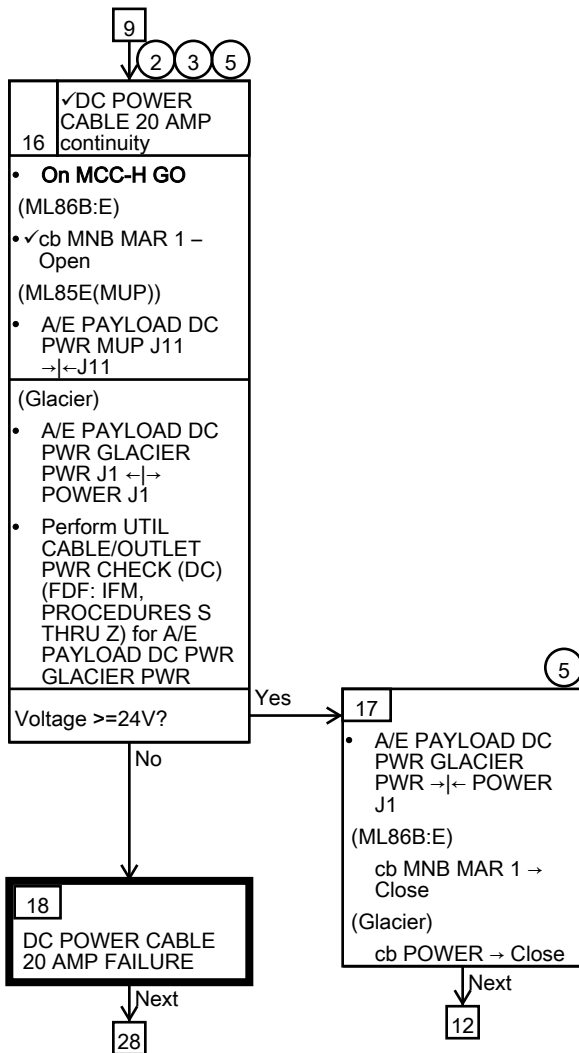 9
2 3 5
16
✓DC POWER
CABLE 20 AMP
continuity
• On MCC-H GO
(ML86B:E)
• ✓cb MNB MAR 1 –
Open
(ML85E(MUP))
• A/E PAYLOAD DC
PWR MUP J11
→|←J11
(Glacier)
• A/E PAYLOAD DC
PWR GLACIER
PWR J1 ←|→
POWER J1
• Perform UTIL
CABLE/OUTLET
PWR CHECK (DC)
(FDF: IFM,
PROCEDURES S
THRU Z) for A/E
PAYLOAD DC PWR
GLACIER PWR
Voltage >=24V?
Yes
No
5
17
• A/E PAYLOAD DC
PWR GLACIER
PWR →|← POWER
J1
(ML86B:E)
cb MNB MAR 1 →
Close
(Glacier)
cb POWER → Close
Next
12
18
DC POWER CABLE
20 AMP FAILURE
Next
28